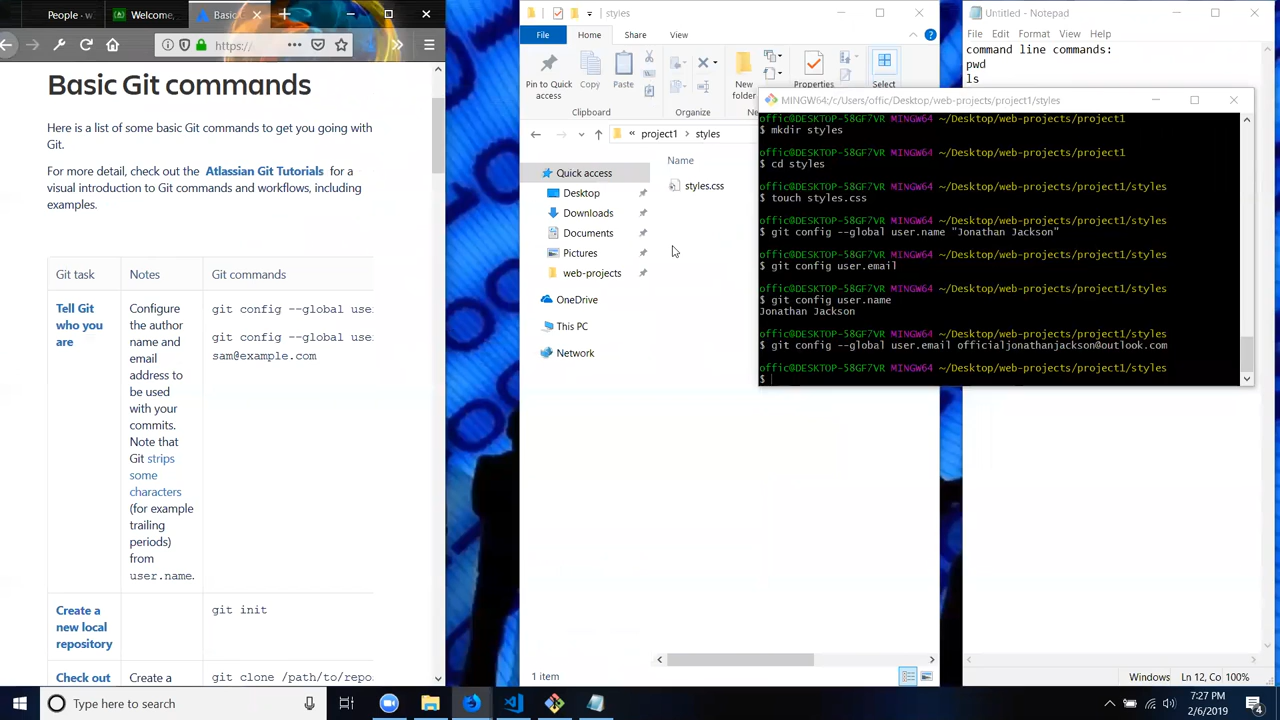 People -
Welcome,
Basic
https://
Basic Git commands
Here is a list of some basic Git commands to get you going with
Git.
For more detail, check out the Atlassian Git Tutorials for a
visual introduction to Git commands and workflows, including
examples.
Git task Notes Git commands
Tell Git
who you
are
Configure
the author
name and
email
address to
be used
with your
commits.
Note that
Git strips
some
characters
(for example
trailing
periods)
from
user.name.
git config --global use
git config --global use
sam@example.com
Create a
new local
repository
git init
Check out
Create a
git clone /path/to/repo
styles
File Home Share View
Pin to Quick
access
Copy
Paste
Clipboard
Organize
New
folder
Properties
Open
Select
project1 styles
Name
Quick access
Desktop
Downloads
Documents
Pictures
web-projects
OneDrive
This PC
Network
styles.css
1 item
Untitled - Notepad
File Edit Format View Help
command line commands:
pwd
ls
MINGW64:/c/Users/offic/Desktop/web-projects/project1/styles
offic@DESKTOP-58GF7VR MINGW64 ~/Desktop/web-projects/project1
$ mkdir styles
offic@DESKTOP-58GF7VR MINGW64 ~/Desktop/web-projects/project1
$ cd styles
offic@DESKTOP-58GF7VR MINGW64 ~/Desktop/web-projects/project1/styles
$ touch styles.css
offic@DESKTOP-58GF7VR MINGW64 ~/Desktop/web-projects/project1/styles
$ git config --global user.name "Jonathan Jackson"
offic@DESKTOP-58GF7VR MINGW64 ~/Desktop/web-projects/project1/styles
$ git config user.email
offic@DESKTOP-58GF7VR MINGW64 ~/Desktop/web-projects/project1/styles
$ git config user.name
Jonathan Jackson
offic@DESKTOP-58GF7VR MINGW64 ~/Desktop/web-projects/project1/styles
$ git config --global user.email officialjonathanjackson@outlook.com
offic@DESKTOP-58GF7VR MINGW64 ~/Desktop/web-projects/project1/styles
$
Windows Ln 12, Co 100%
Type here to search
7:27 PM
2/6/2019
4